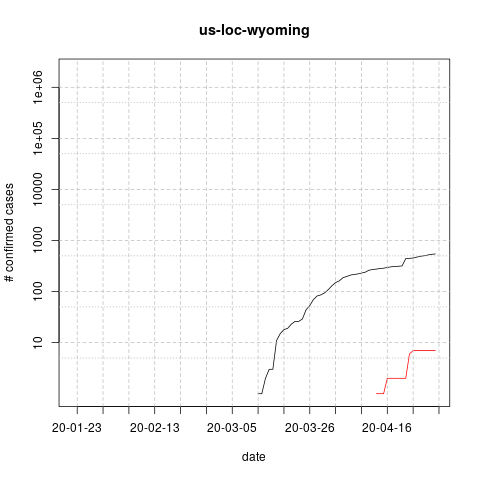 us-loc-wyoming
# confirmed cases
1e+06
1e+05
10000
1000
100
10
20-01-23
20-02-13
20-03-05
20-03-26
20-04-16
date